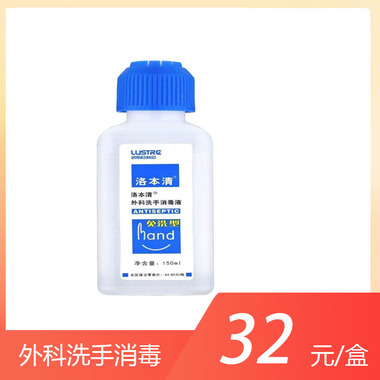 LUSTRE
洛本清®
洛本清®
外科洗手消毒液
ANTISEPTIC
免洗型
hand
净含量：150ml
外科洗手消毒
32 元/盒